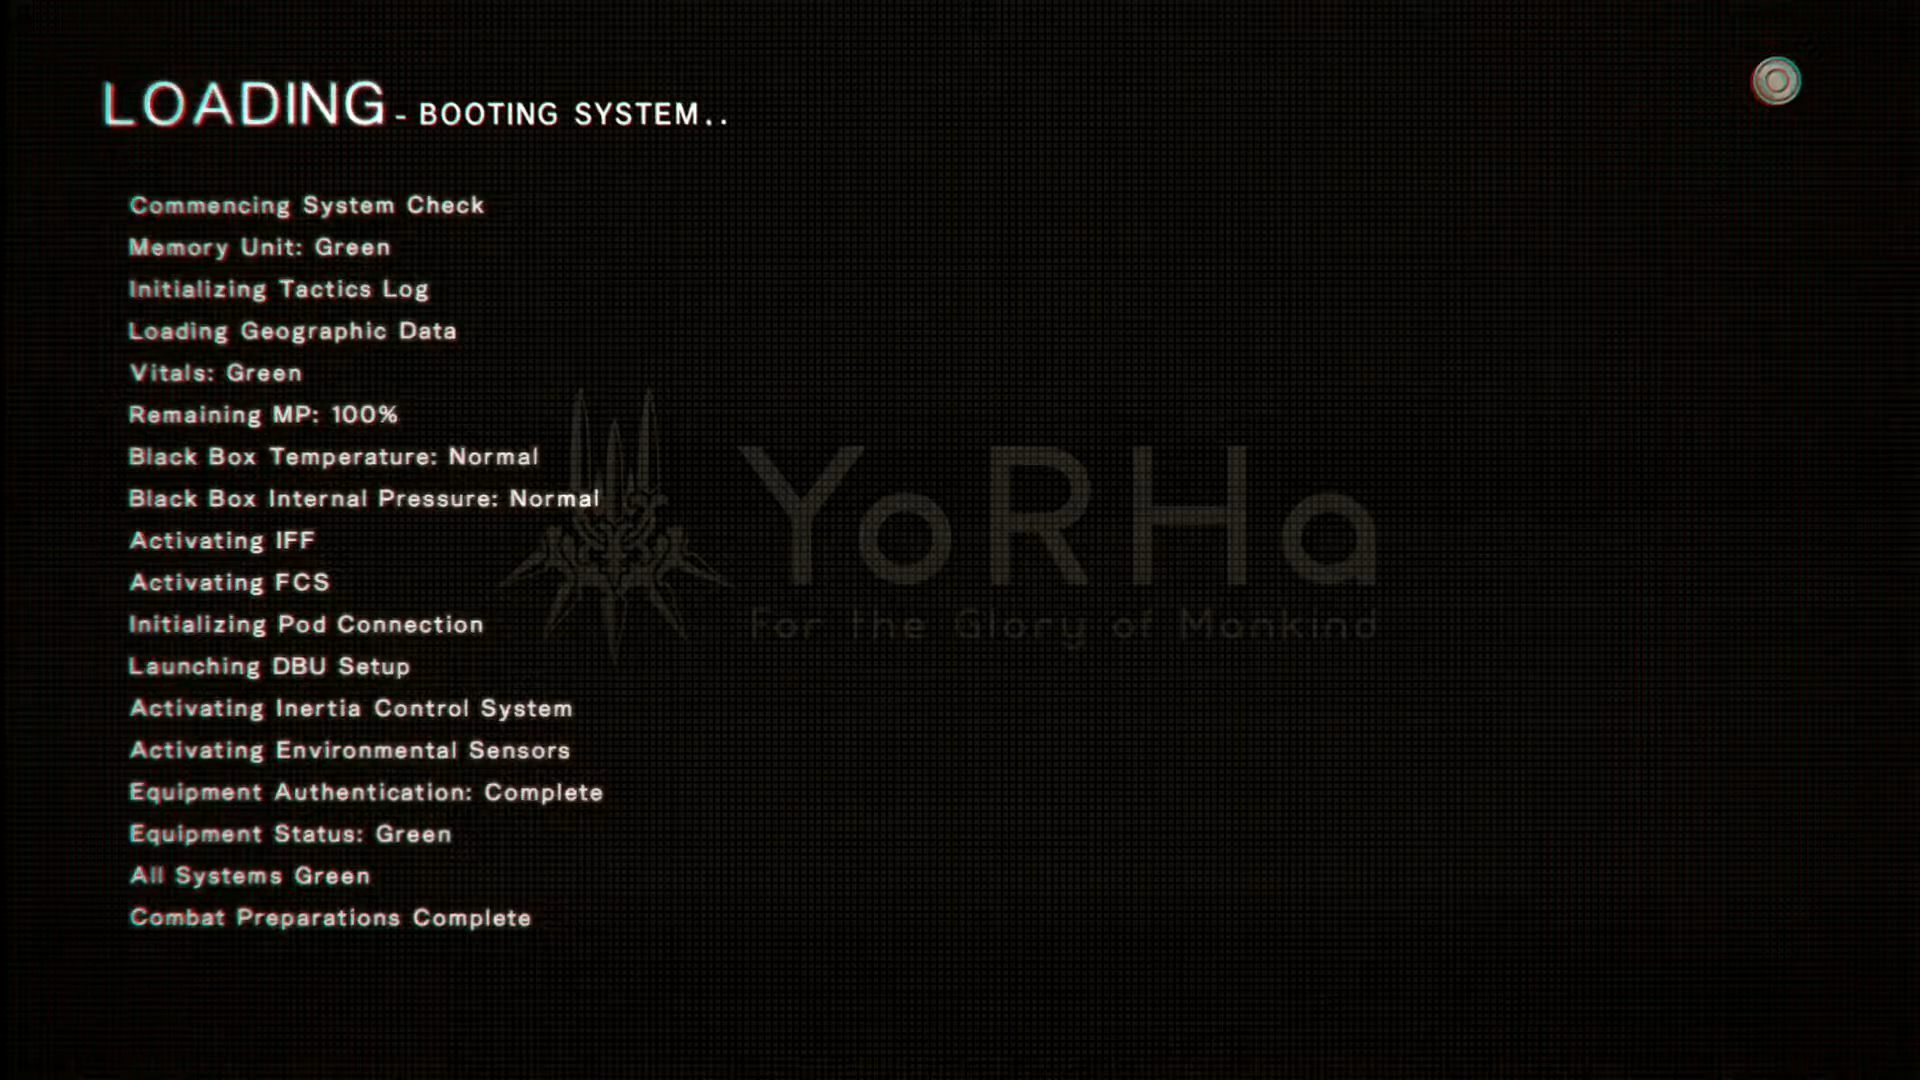 LOADING - BOOTING SYSTEM..
Commencing System Check
Memory Unit: Green
Initializing Tactics Log
Loading Geographic Data
Vitals: Green
Remaining MP: 100%
Black Box Temperature: Normal
Black Box Internal Pressure: Normal
Activating IFF
Activating FCS
Initializing Pod Connection
Launching DBU Setup
Activating Inertia Control System
Activating Environmental Sensors
Equipment Authentication: Complete
Equipment Status: Green
All Systems Green
Combat Preparations Complete
YoRHa
For the Glory of Mankind